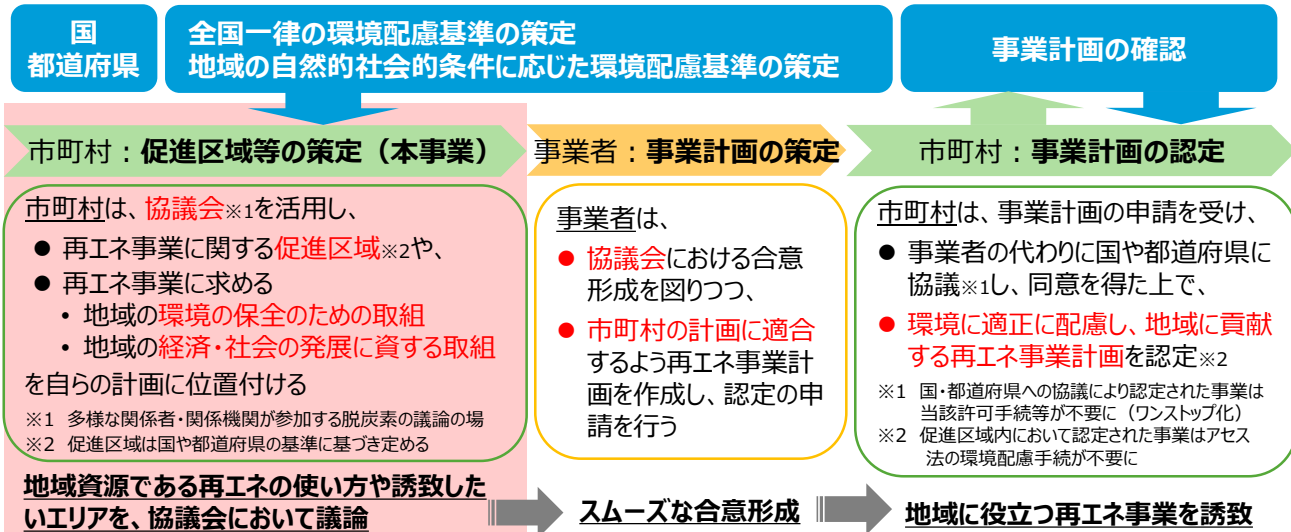 国
都道府県
全国一律の環境配慮基準の策定
地域の自然的社会的条件に応じた環境配慮基準の策定
事業計画の確認
市町村：促進区域等の策定（本事業）
市町村は、協議会※1を活用し、
● 再エネ事業に関する促進区域※2や、
● 再エネ事業に求める
• 地域の環境の保全のための取組
• 地域の経済・社会の発展に資する取組
を自らの計画に位置付ける
※1 多様な関係者・関係機関が参加する脱炭素の議論の場
※2 促進区域は国や都道府県の基準に基づき定める
地域資源である再エネの使い方や誘致した
いエリアを、協議会において議論
事業者：事業計画の策定
事業者は、
● 協議会における合意
形成を図りつつ、
● 市町村の計画に適合
するよう再エネ事業計
画を作成し、認定の申
請を行う
スムーズな合意形成
市町村：事業計画の認定
市町村は、事業計画の申請を受け、
● 事業者の代わりに国や都道府県に
協議※1し、同意を得た上で、
● 環境に適正に配慮し、地域に貢献
する再エネ事業計画を認定※2
※1 国・都道府県への協議により認定された事業は
当該許可手続等が不要に（ワンストップ化）
※2 促進区域内において認定された事業はアセス
法の環境配慮手続が不要に
地域に役立つ再エネ事業を誘致